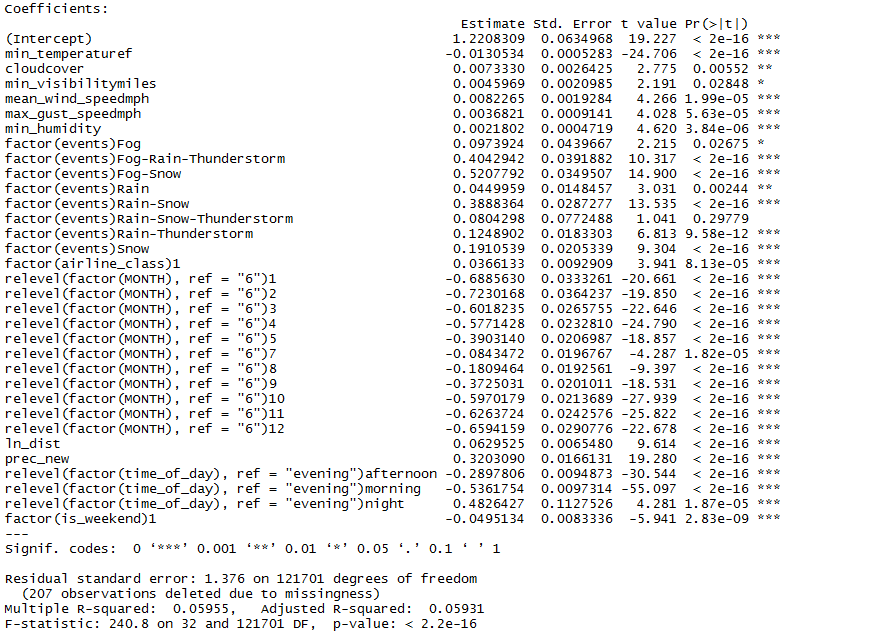 Coefficients:
Estimate Std. Error t value Pr(>|t|)
(Intercept) 1.2208309 0.0634968 19.227 < 2e-16 ***
min_temperaturef -0.0130534 0.0005283 -24.706 < 2e-16 ***
cloudcover 0.0073330 0.0026425 2.775 0.00552 **
min_visibilitymiles 0.0045969 0.0020985 2.191 0.02848 *
mean_wind_speedmph 0.0082265 0.0019284 4.266 1.99e-05 ***
max_gust_speedmph 0.0036821 0.0009141 4.028 5.63e-05 ***
min_humidity 0.0021802 0.0004719 4.620 3.84e-06 ***
factor(events)Fog 0.0973924 0.0439667 2.215 0.02675 *
factor(events)Fog-Rain-Thunderstorm 0.4042942 0.0391882 10.317 < 2e-16 ***
factor(events)Fog-Snow 0.5207792 0.0349507 14.900 < 2e-16 ***
factor(events)Rain 0.0449959 0.0148457 3.031 0.00244 **
factor(events)Rain-Snow 0.3888364 0.0287277 13.535 < 2e-16 ***
factor(events)Rain-Snow-Thunderstorm 0.0804298 0.0772488 1.041 0.29779
factor(events)Rain-Thunderstorm 0.1248902 0.0183303 6.813 9.58e-12 ***
factor(events)Snow 0.1910539 0.0205339 9.304 < 2e-16 ***
factor(airline_class)1 0.0366133 0.0092909 3.941 8.13e-05 ***
relevel(factor(MONTH), ref = "6")1 -0.6885630 0.0333261 -20.661 < 2e-16 ***
relevel(factor(MONTH), ref = "6")2 -0.7230168 0.0364237 -19.850 < 2e-16 ***
relevel(factor(MONTH), ref = "6")3 -0.6018235 0.0265755 -22.646 < 2e-16 ***
relevel(factor(MONTH), ref = "6")4 -0.5771428 0.0232810 -24.790 < 2e-16 ***
relevel(factor(MONTH), ref = "6")5 -0.3903140 0.0206987 -18.857 < 2e-16 ***
relevel(factor(MONTH), ref = "6")7 -0.0843472 0.0196767 -4.287 1.82e-05 ***
relevel(factor(MONTH), ref = "6")8 -0.1809464 0.0192561 -9.397 < 2e-16 ***
relevel(factor(MONTH), ref = "6")9 -0.3725031 0.0201011 -18.531 < 2e-16 ***
relevel(factor(MONTH), ref = "6")10 -0.5970179 0.0213689 -27.939 < 2e-16 ***
relevel(factor(MONTH), ref = "6")11 -0.6263724 0.0242576 -25.822 < 2e-16 ***
relevel(factor(MONTH), ref = "6")12 -0.6594159 0.0290776 -22.678 < 2e-16 ***
ln_dist 0.0629525 0.0065480 9.614 < 2e-16 ***
prec_new 0.3203090 0.0166131 19.280 < 2e-16 ***
relevel(factor(time_of_day), ref = "evening")afternoon -0.2897806 0.0094873 -30.544 < 2e-16 ***
relevel(factor(time_of_day), ref = "evening")morning -0.5361754 0.0097314 -55.097 < 2e-16 ***
relevel(factor(time_of_day), ref = "evening")night 0.4826427 0.1127526 4.281 1.87e-05 ***
factor(is_weekend)1 -0.0495134 0.0083336 -5.941 2.83e-09 ***
---
Signif. codes: 0 ‘***’ 0.001 ‘**’ 0.01 ‘*’ 0.05 ‘.’ 0.1 ‘ ’ 1
Residual standard error: 1.376 on 121701 degrees of freedom
(207 observations deleted due to missingness)
Multiple R-squared: 0.05955, Adjusted R-squared: 0.05931
F-statistic: 240.8 on 32 and 121701 DF, p-value: < 2.2e-16